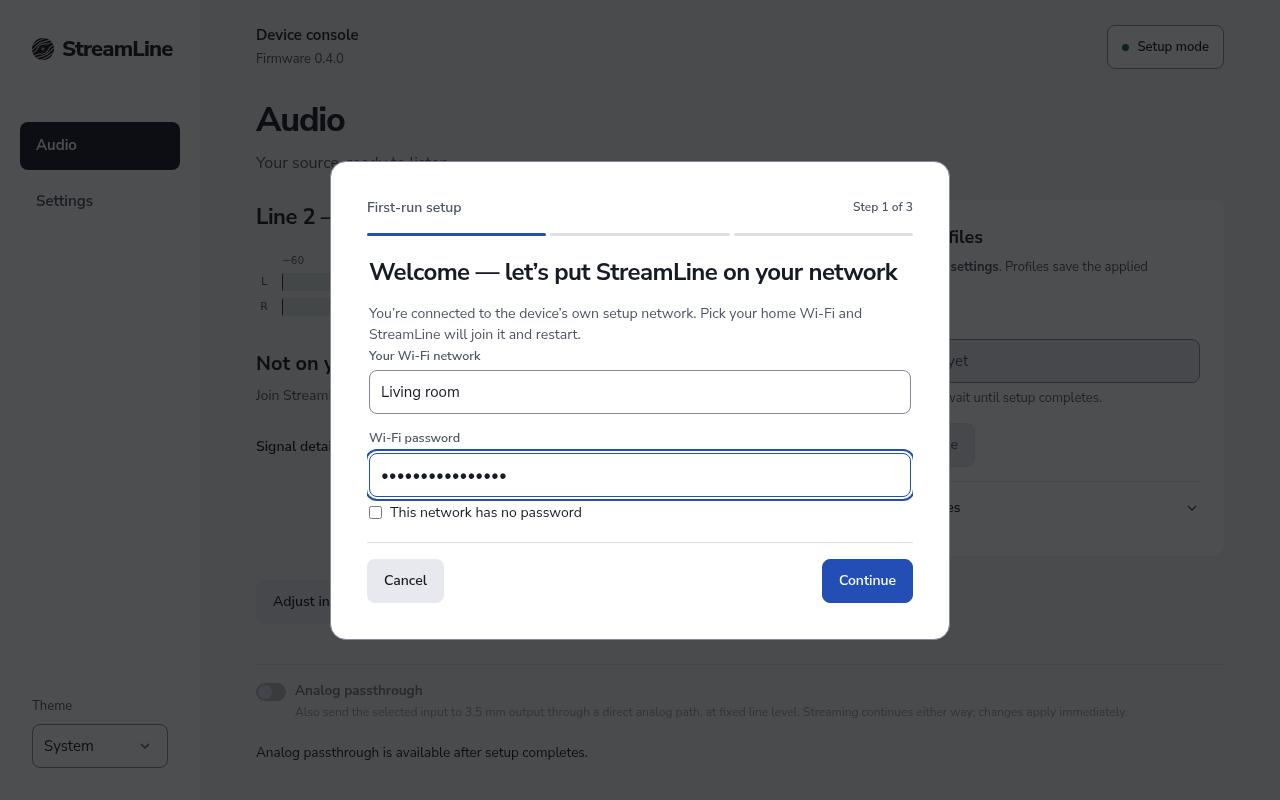 StreamLine
Device console
Firmware 0.4.0
Setup mode
Audio
Settings
Audio
Your source, ready to listen
Line 2 –
−60
L
R
files
settings. Profiles save the applied
yet
wait until setup completes.
Not on y
Join Stream
Signal detai
Adjust in
First-run setup
Step 1 of 3
Welcome — let’s put StreamLine on your network
You’re connected to the device’s own setup network. Pick your home Wi-Fi and
StreamLine will join it and restart.
Your Wi-Fi network
Living room
Wi-Fi password
••••••••••••••••
This network has no password
Cancel
Continue
Analog passthrough
Also send the selected input to 3.5 mm output through a direct analog path, at fixed line level. Streaming continues either way; changes apply immediately.
Analog passthrough is available after setup completes.
Theme
System